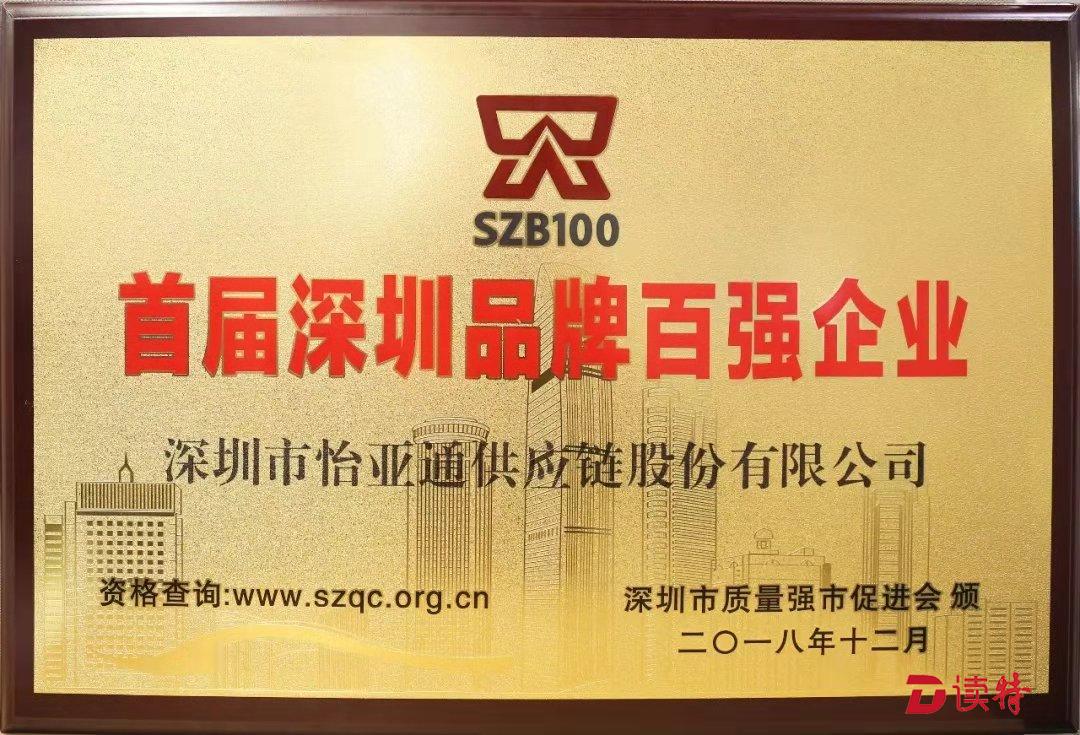 SZB100
首届深圳品牌百强企业
深圳市怡亚通供应链股份有限公司
资格查询:www.szqc.org.cn
深圳市质量强市促进会 颁
二〇一八年十二月
D读特